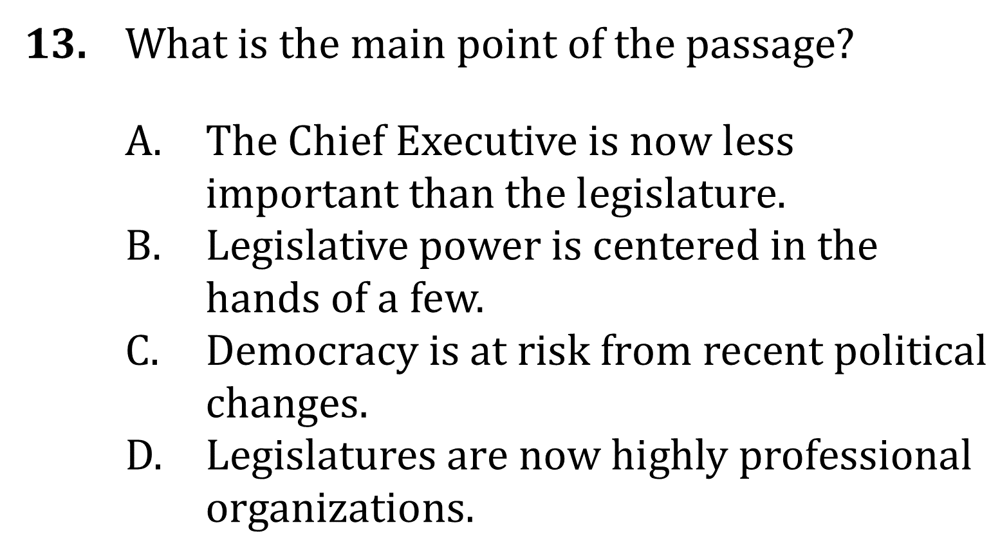 13. What is the main point of the passage?
A. The Chief Executive is now less
important than the legislature.
B. Legislative power is centered in the
hands of a few.
C. Democracy is at risk from recent political
changes.
D. Legislatures are now highly professional
organizations.